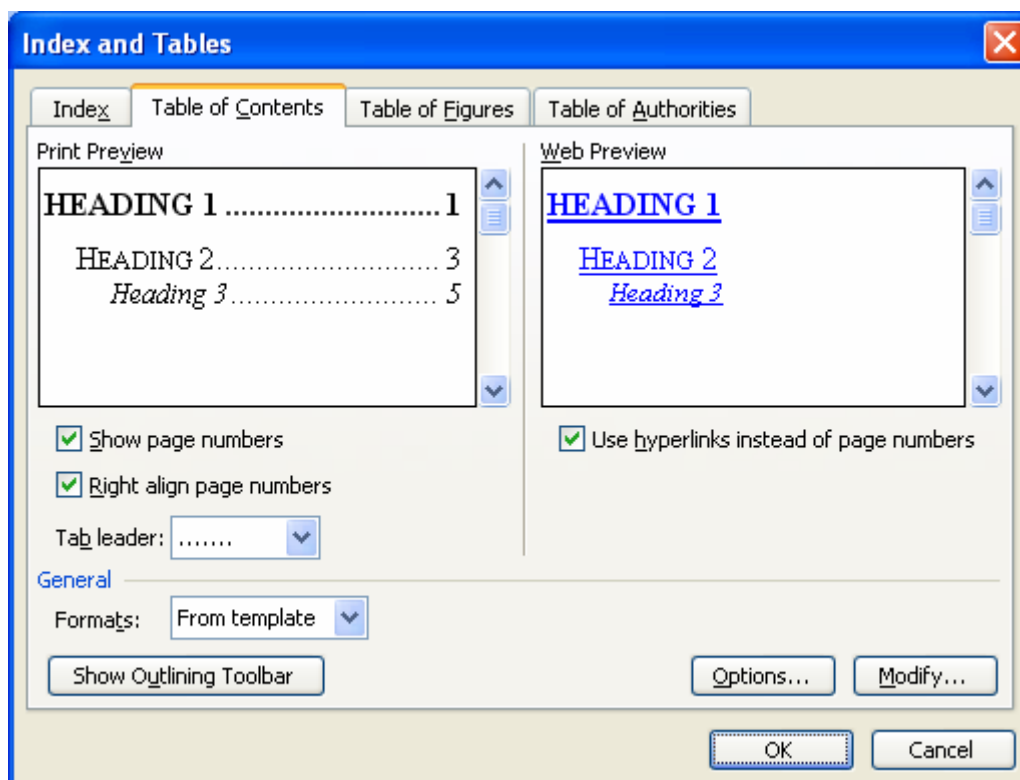 Index and Tables
Index Table of Contents Table of Figures Table of Authorities
Print Preview
HEADING 1 ............................ 1
HEADING 2 ............................ 3
Heading 3 ............................ 5
Web Preview
HEADING 1
HEADING 2
Heading 3
Show page numbers
Right align page numbers
Tab leader: .......
Use hyperlinks instead of page numbers
General
Formats: From template
Show Outlining Toolbar Options... Modify...
OK Cancel